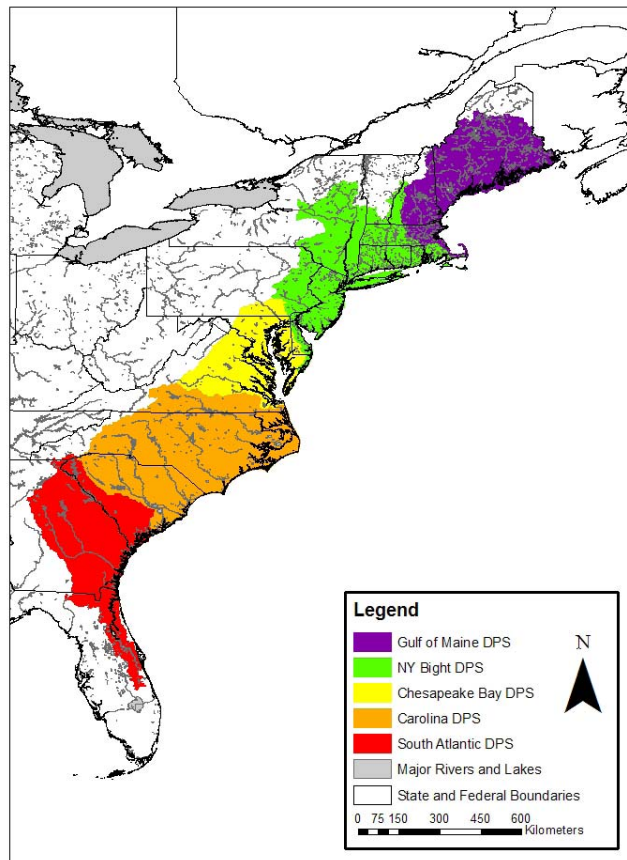 Legend
Gulf of Maine DPS
NY Bight DPS
Chesapeake Bay DPS
Carolina DPS
South Atlantic DPS
Major Rivers and Lakes
State and Federal Boundaries
N
0 75 150 300 450 600
Kilometers